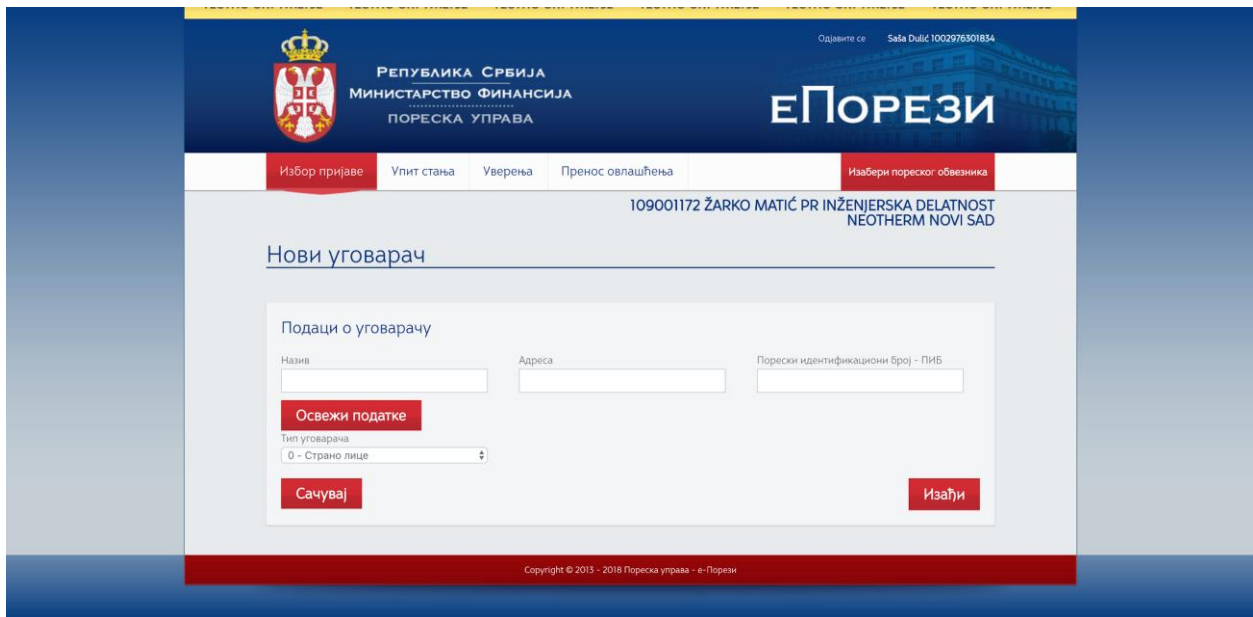 Одјавите се Saša Dulić 1002976301834
Република Србија
Министарство Финансија
ПОРЕСКА УПРАВА
еПорези
Избор пријаве Упит стања Уверења Пренос овлашћења Изабери пореског обвезника
109001172 ŽARKO MATIĆ PR INŽENJERSKA DELATNOST
NEOTHERM NOVI SAD
Нови уговарач
Подаци о уговарачу
Назив Адреса Порески идентификациони број - ПИБ
Освежи податке
Тип уговарача
0 - Страно лице
Сачувај Изађи
Copyright © 2013 - 2018 Пореска управа - е-Порези